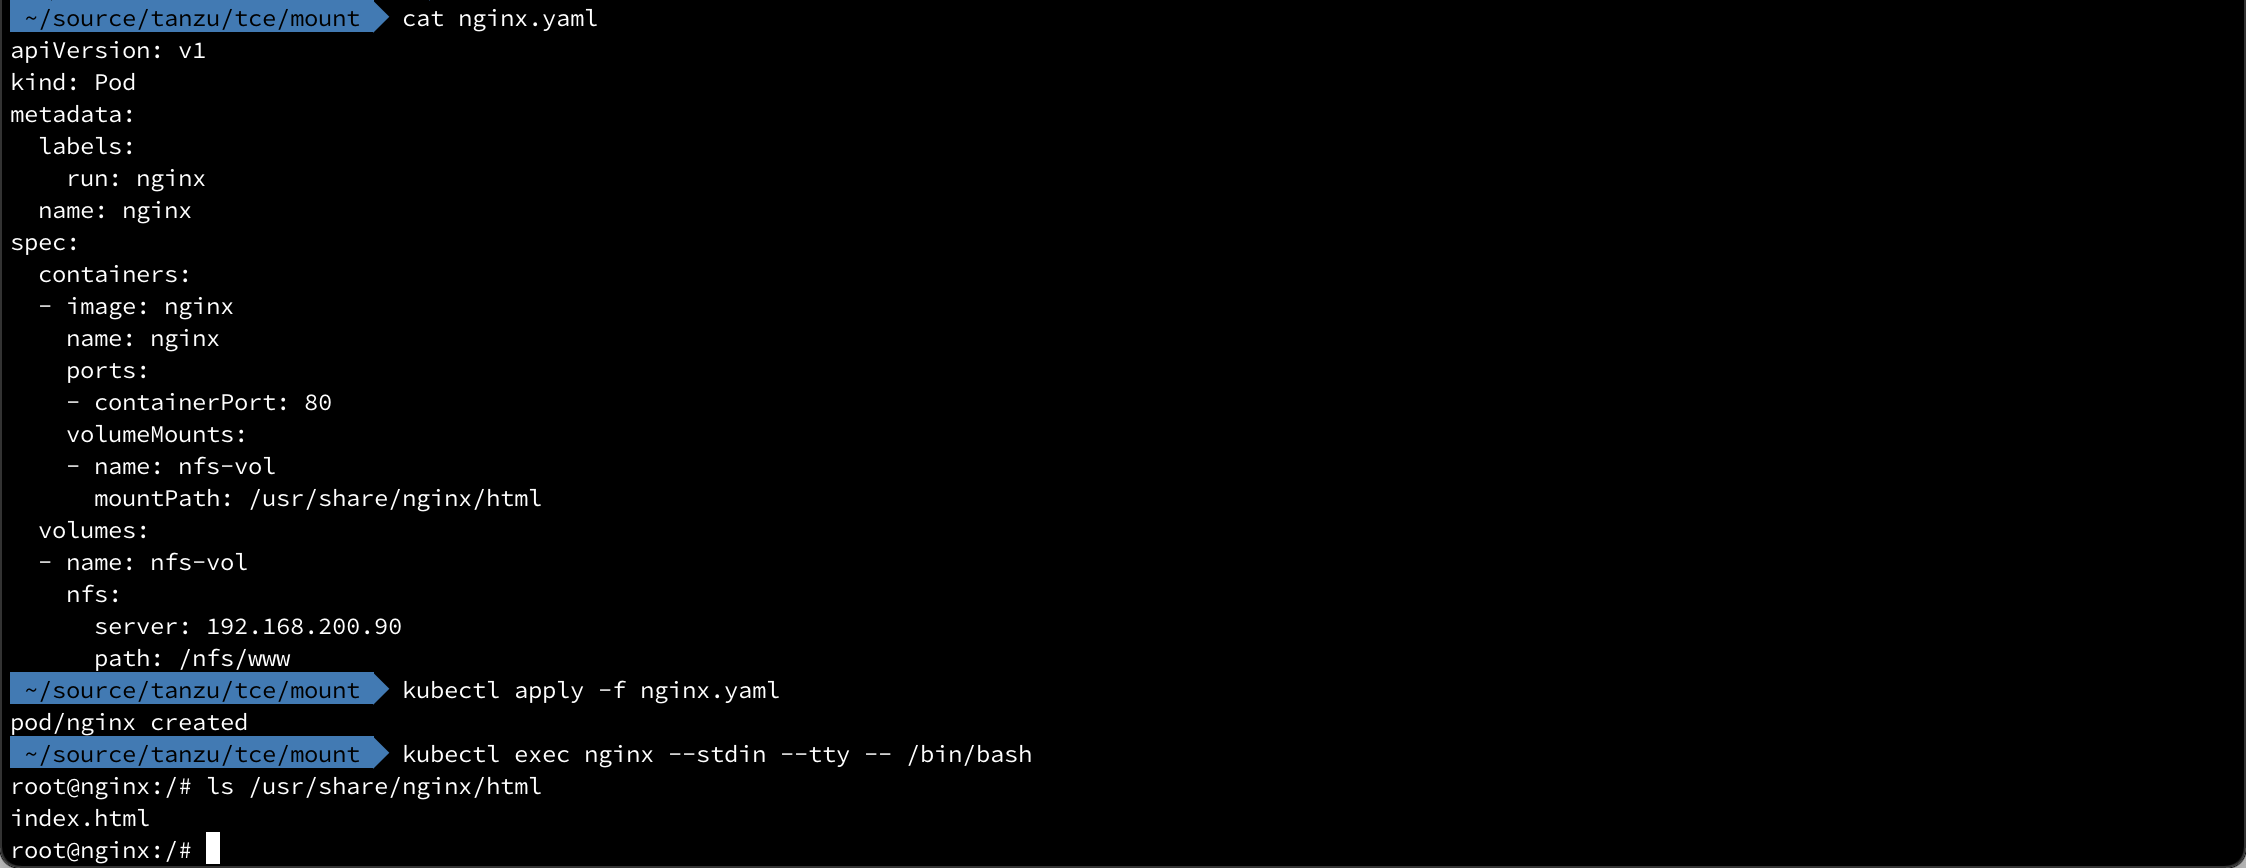 ~/source/tanzu/tce/mount cat nginx.yaml
apiVersion: v1
kind: Pod
metadata:
  labels:
    run: nginx
  name: nginx
spec:
  containers:
  - image: nginx
    name: nginx
    ports:
    - containerPort: 80
    volumeMounts:
    - name: nfs-vol
      mountPath: /usr/share/nginx/html
  volumes:
  - name: nfs-vol
    nfs:
      server: 192.168.200.90
      path: /nfs/www
~/source/tanzu/tce/mount kubectl apply -f nginx.yaml
pod/nginx created
~/source/tanzu/tce/mount kubectl exec nginx --stdin --tty -- /bin/bash
root@nginx:/# ls /usr/share/nginx/html
index.html
root@nginx:/#